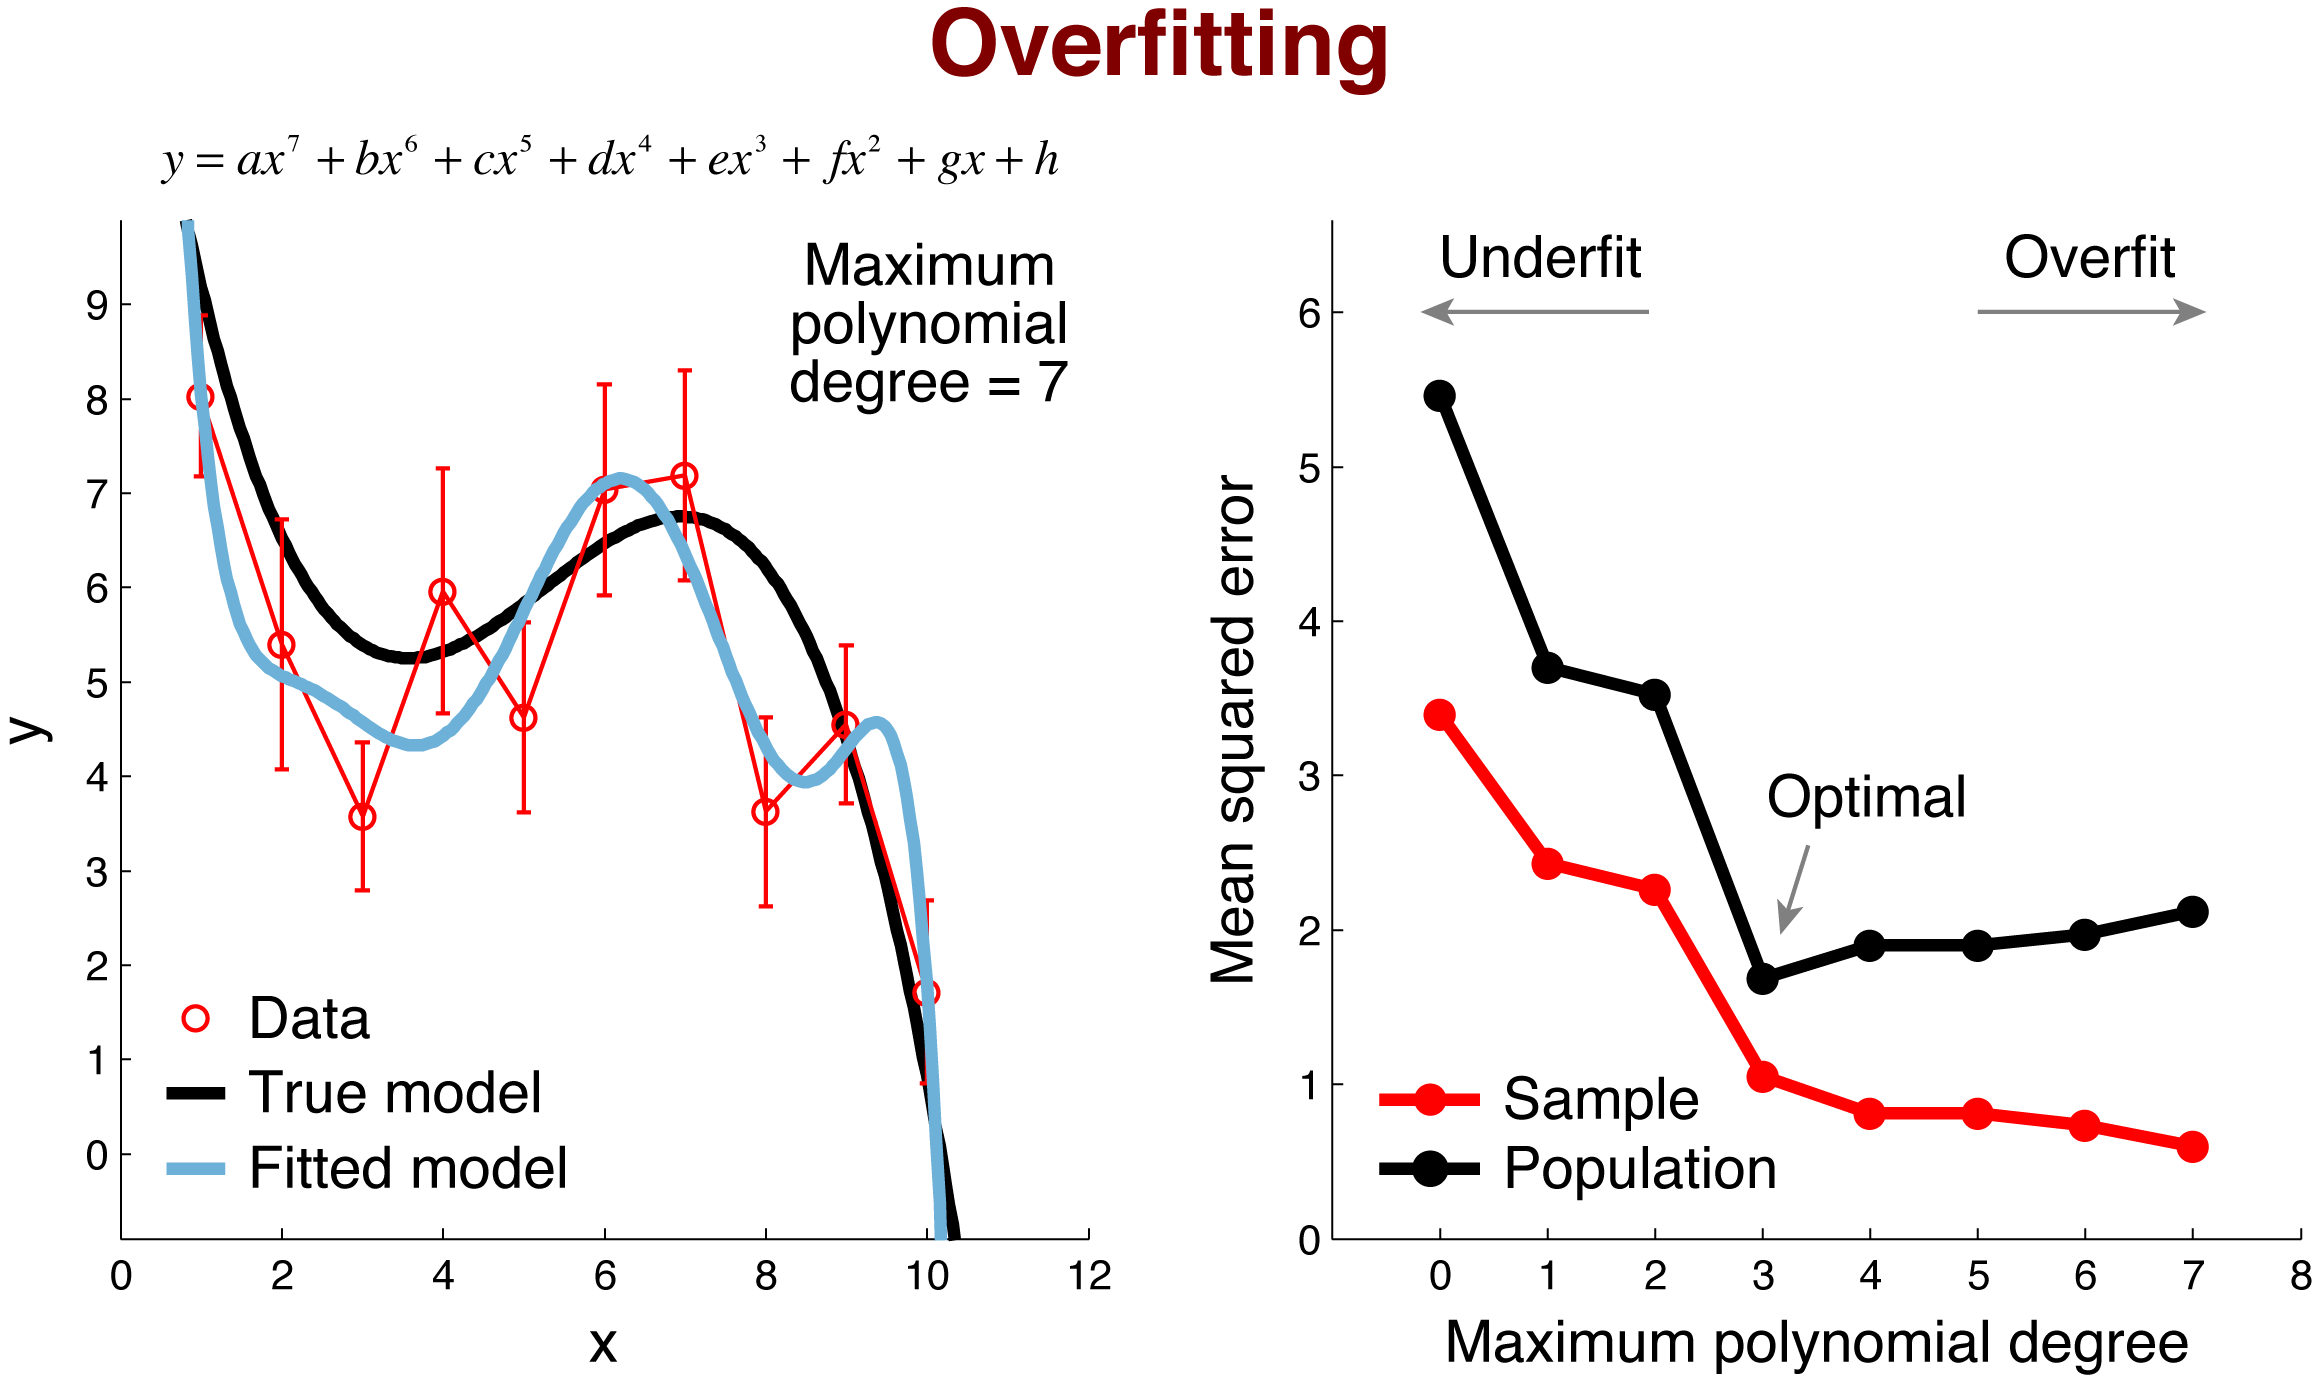 Overfitting
y = ax⁷ + bx⁶ + cx⁵ + dx⁴ + ex³ + fx² + gx + h
Maximum
polynomial
degree = 7
9
8
7
6
5
4
3
2
1
0
y
Data
True model
Fitted model
0 2 4 6 8 10 12
x
Underfit
Overfit
6
5
4
3
2
1
0
Mean squared error
Optimal
Sample
Population
0 1 2 3 4 5 6 7 8
Maximum polynomial degree